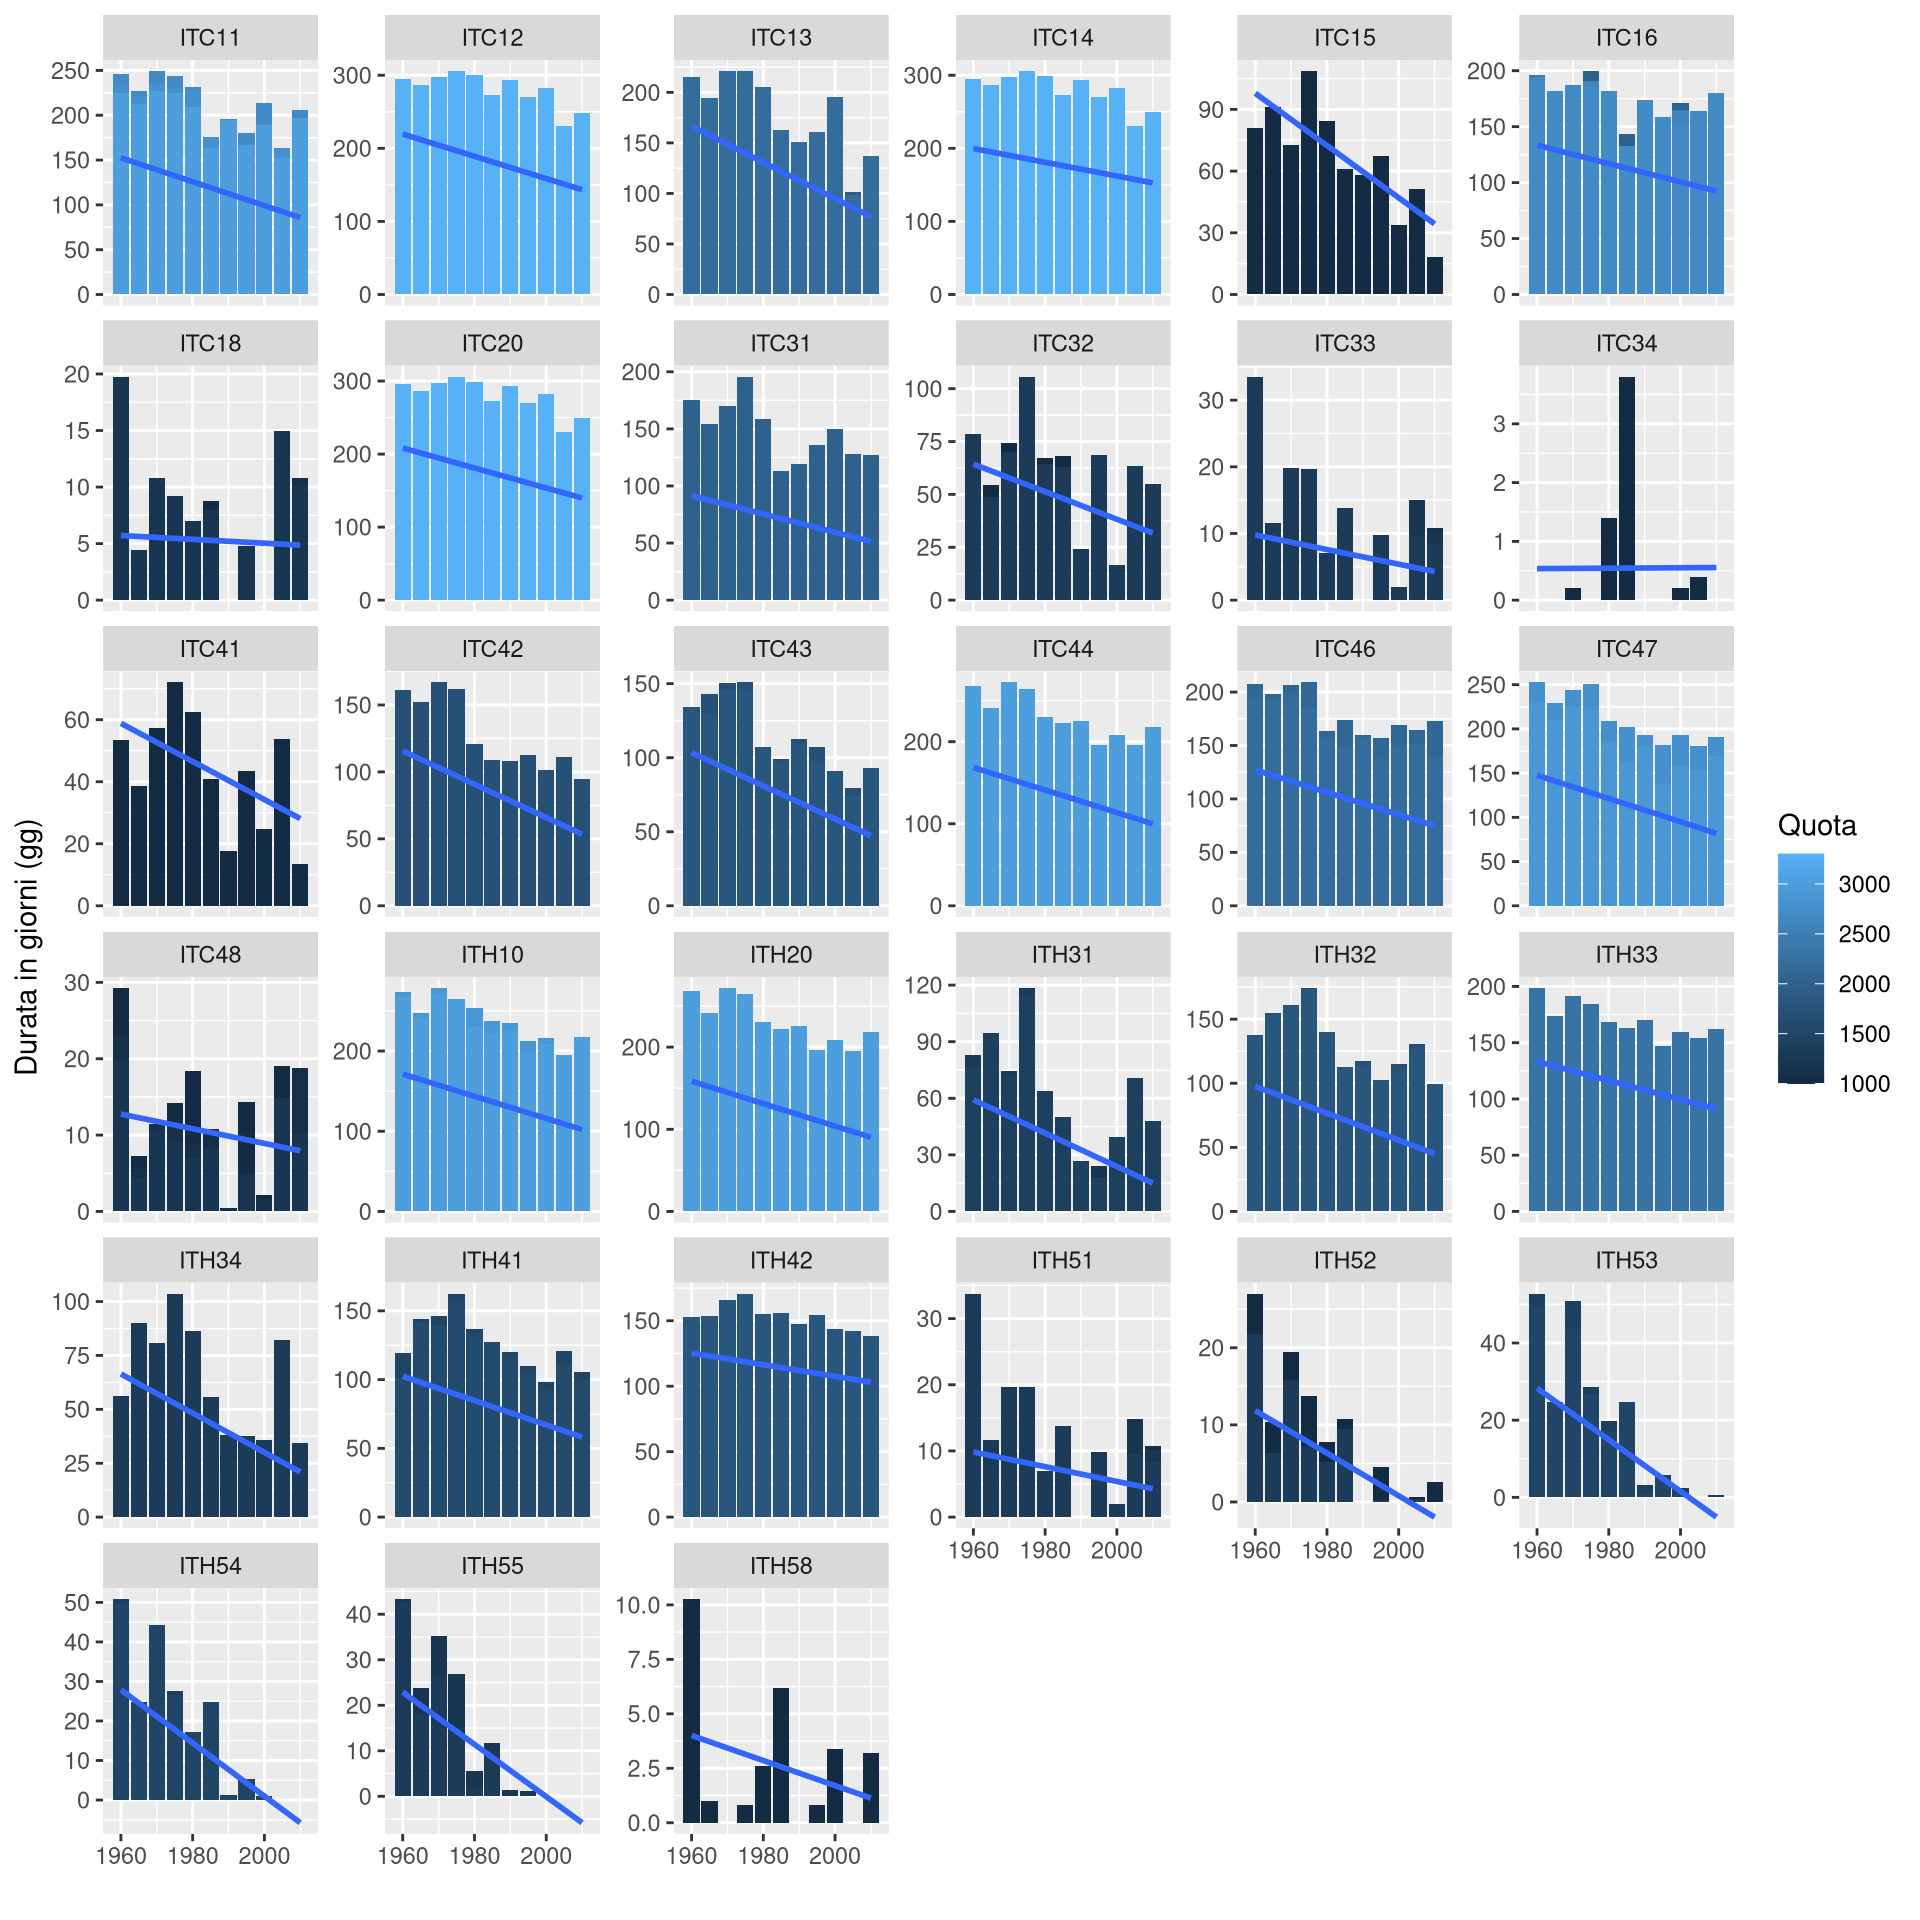 ITC11 ITC12 ITC13 ITC14 ITC15 ITC16
250 200 150 100 50 0
300 200 100 0
200 150 100 50 0
300 200 100 0
90 60 30 0
200 150 100 50 0
ITC18 ITC20 ITC31 ITC32 ITC33 ITC34
20 15 10 5 0
300 200 100 0
200 150 100 50 0
100 75 50 25 0
30 20 10 0
3 2 1 0
ITC41 ITC42 ITC43 ITC44 ITC46 ITC47
60 40 20 0
150 100 50 0
150 100 50 0
200 100 0
200 150 100 50 0
250 200 150 100 50 0
ITC48 ITH10 ITH20 ITH31 ITH32 ITH33
30 20 10 0
200 100 0
200 100 0
120 90 60 30 0
150 100 50 0
200 150 100 50 0
ITH34 ITH41 ITH42 ITH51 ITH52 ITH53
100 75 50 25 0
150 100 50 0
150 100 50 0
30 20 10 0
20 10 0
40 20 0
1960 1980 2000 1960 1980 2000 1960 1980 2000
ITH54 ITH55 ITH58
50 40 30 20 10 0
40 30 20 10 0
10.0 7.5 5.0 2.5 0.0
1960 1980 2000 1960 1980 2000 1960 1980 2000
Durata in giorni (gg)
Quota
3000
2500
2000
1500
1000